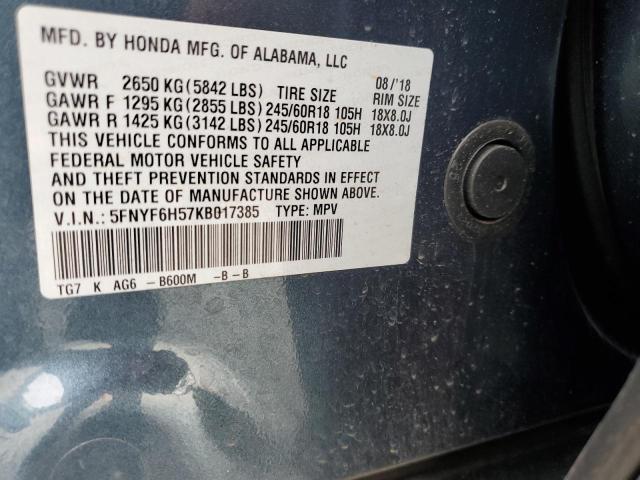 MFD. BY HONDA MFG. OF ALABAMA, LLC
GVWR 2650 KG(5842 LBS) TIRE SIZE 08/'18 RIM SIZE
GAWR F 1295 KG(2855 LBS)245/60R18 105H 18X8.0J
GAWR R 1425 KG(3142 LBS)245/60R18 105H 18X8.0J
THIS VEHICLE CONFORMS TO ALL APPLICABLE
FEDERAL MOTOR VEHICLE SAFETY
AND THEFT PREVENTION STANDARDS IN EFFECT
ON THE DATE OF MANUFACTURE SHOWN ABOVE.
V.I.N.: 5FNYF6H57KB017385 TYPE: MPV
TG7 K AG6 -B600M -B-B